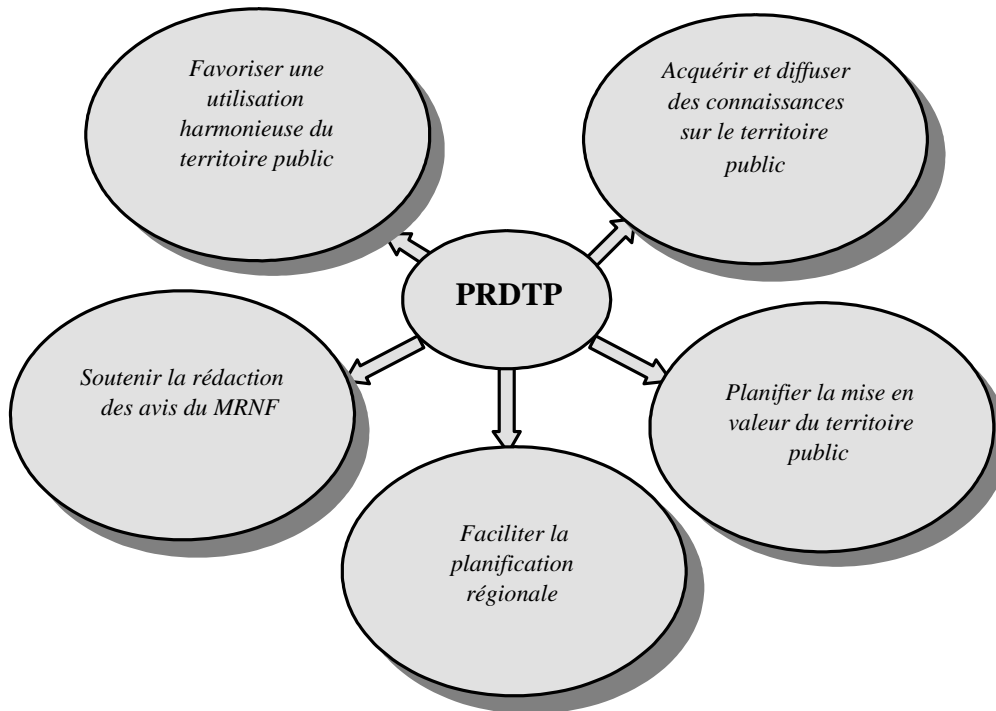 Favoriser une
utilisation
harmonieuse du
territoire public
Acquérir et diffuser
des connaissances
sur le territoire
public
PRDTP
Soutenir la rédaction
des avis du MRNF
Planifier la mise en
valeur du territoire
public
Faciliter la
planification
régionale